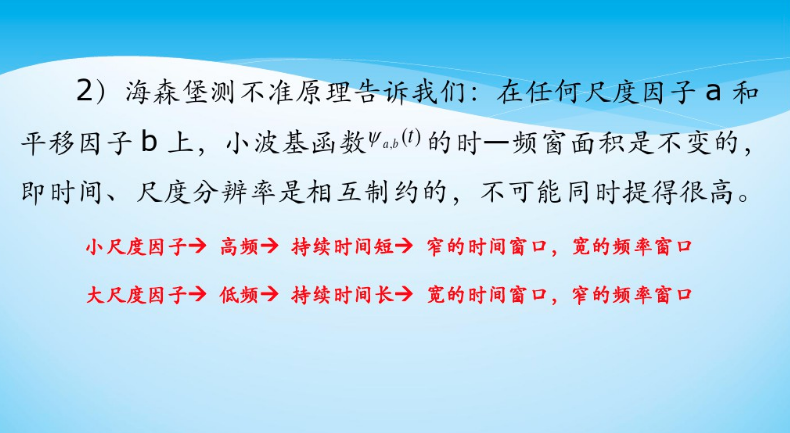 2）海森堡测不准原理告诉我们：在任何尺度因子 a 和
平移因子 b 上，小波基函数ψa,b(t)的时—频窗面积是不变的，
即时间、尺度分辨率是相互制约的，不可能同时提得很高。
小尺度因子→ 高频→ 持续时间短→ 窄的时间窗口，宽的频率窗口
大尺度因子→ 低频→ 持续时间长→ 宽的时间窗口，窄的频率窗口